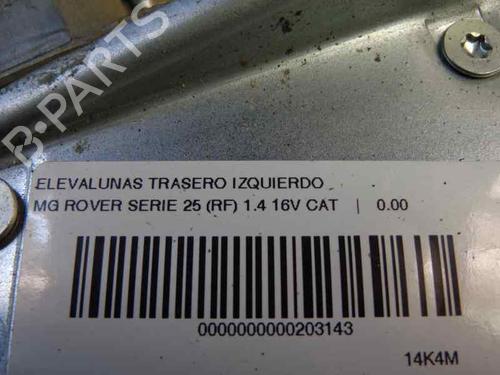 B-PARTS
ELEVALUNAS TRASERO IZQUIERDO
MG ROVER SERIE 25 (RF) 1.4 16V CAT | 0.00
0000000000203143
14K4M